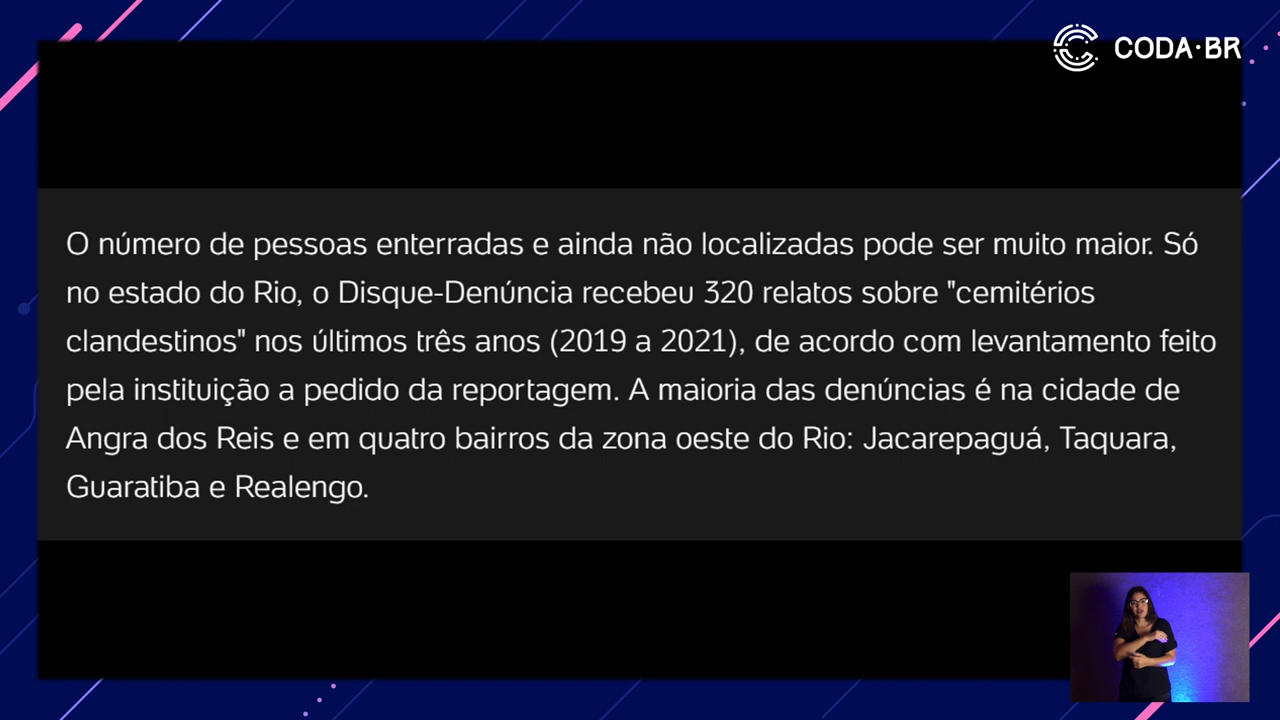 CODA·BR
O número de pessoas enterradas e ainda não localizadas pode ser muito maior. Só
no estado do Rio, o Disque-Denúncia recebeu 320 relatos sobre "cemitérios
clandestinos" nos últimos três anos (2019 a 2021), de acordo com levantamento feito
pela instituição a pedido da reportagem. A maioria das denúncias é na cidade de
Angra dos Reis e em quatro bairros da zona oeste do Rio: Jacarepaguá, Taquara,
Guaratiba e Realengo.